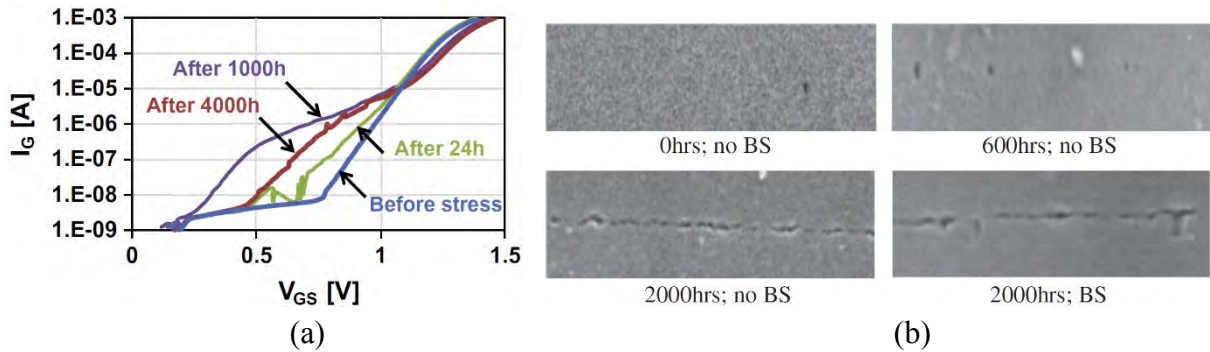 1.E-03
1.E-04
1.E-05
1.E-06
1.E-07
1.E-08
1.E-09
I_G [A]
After 1000h
After 4000h
After 24h
Before stress
0 0.5 1 1.5
V_GS [V]
(a)
0hrs; no BS
600hrs; no BS
2000hrs; no BS
2000hrs; BS
(b)